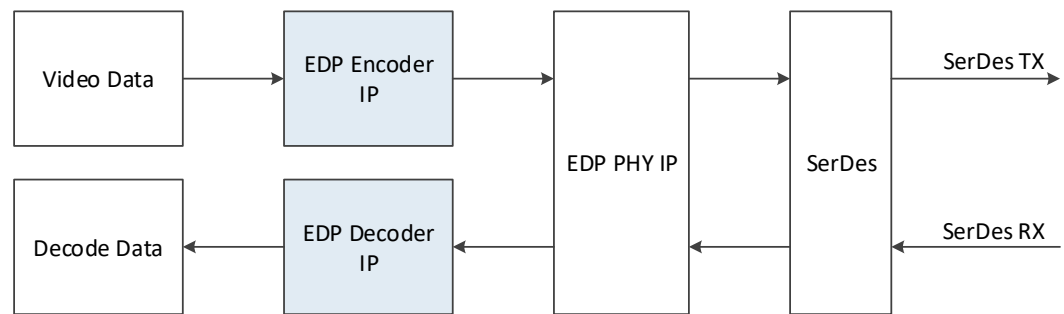 Video Data
EDP Encoder
IP
EDP PHY IP
SerDes
SerDes TX
Decode Data
EDP Decoder
IP
SerDes RX